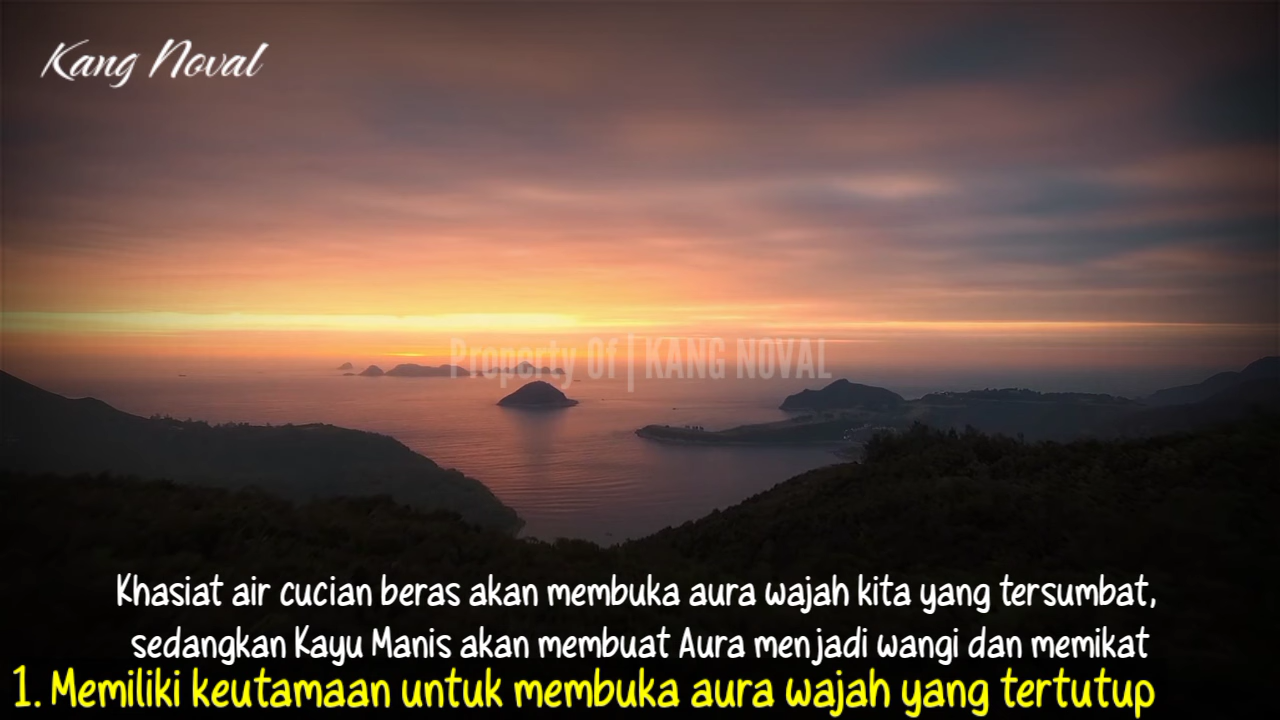 Kang Noval
Property Of | KANG NOVAL
Khasiat air cucian beras akan membuka aura wajah kita yang tersumbat,
sedangkan Kayu Manis akan membuat Aura menjadi wangi dan memikat
1. Memiliki keutamaan untuk membuka aura wajah yang tertutup